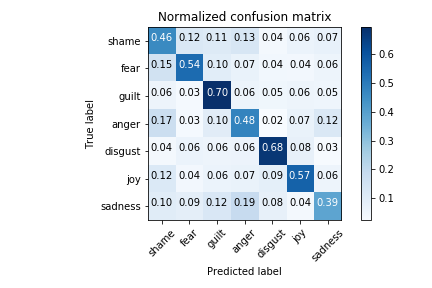 Normalized confusion matrix
True label
shame 0.46 0.12 0.11 0.13 0.04 0.06 0.07
fear 0.15 0.54 0.10 0.07 0.04 0.04 0.06
guilt 0.06 0.03 0.70 0.06 0.05 0.06 0.05
anger 0.17 0.03 0.10 0.48 0.02 0.07 0.12
disgust 0.04 0.06 0.06 0.06 0.68 0.08 0.03
joy 0.12 0.04 0.06 0.07 0.09 0.57 0.06
sadness 0.10 0.09 0.12 0.19 0.08 0.04 0.39
shame fear guilt anger disgust joy sadness
Predicted label
0.6
0.5
0.4
0.3
0.2
0.1